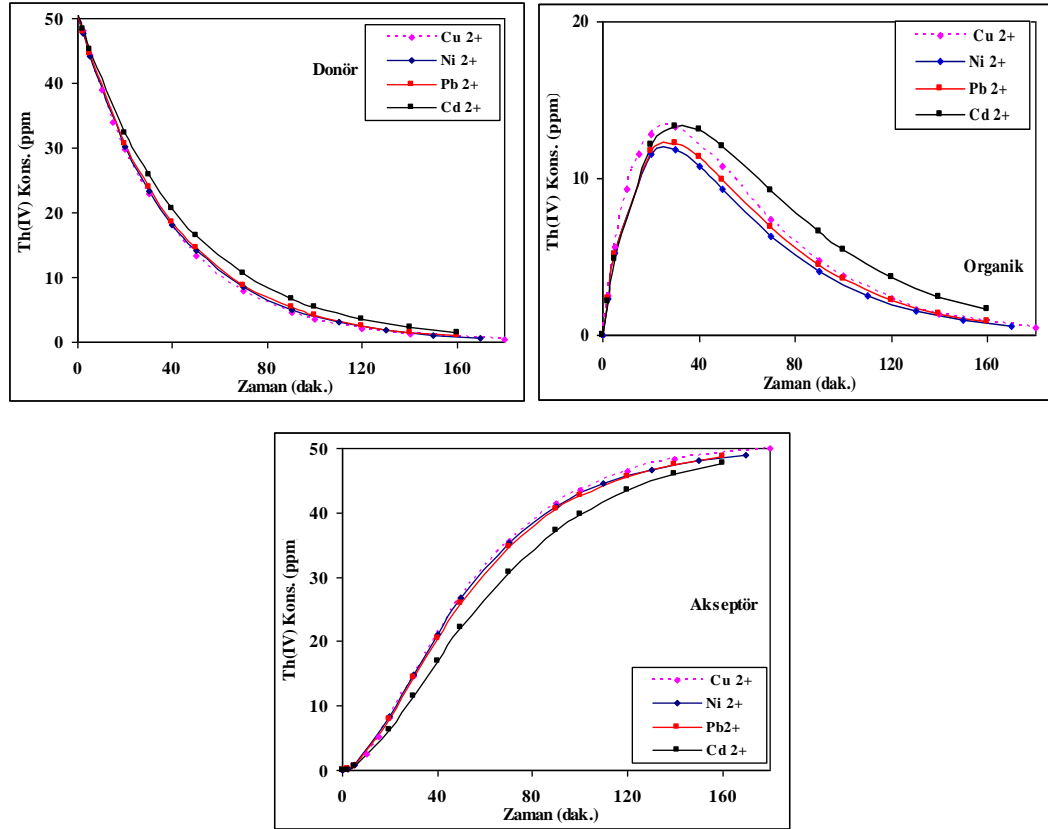 50
40
30
20
10
0
Th(IV) Kons. (ppm
Donör
Cu 2+
Ni 2+
Pb 2+
Cd 2+
0 40 80 120 160
Zaman (dak.)
20
10
0
Th(IV) Kons. (ppm)
Cu 2+
Ni 2+
Pb 2+
Cd 2+
Organik
0 40 80 120 160
Zaman (dak.)
50
40
30
20
10
0
Th(IV) Kons. (ppm
Akseptör
Cu 2+
Ni 2+
Pb2+
Cd 2+
0 40 80 120 160
Zaman (dak.)